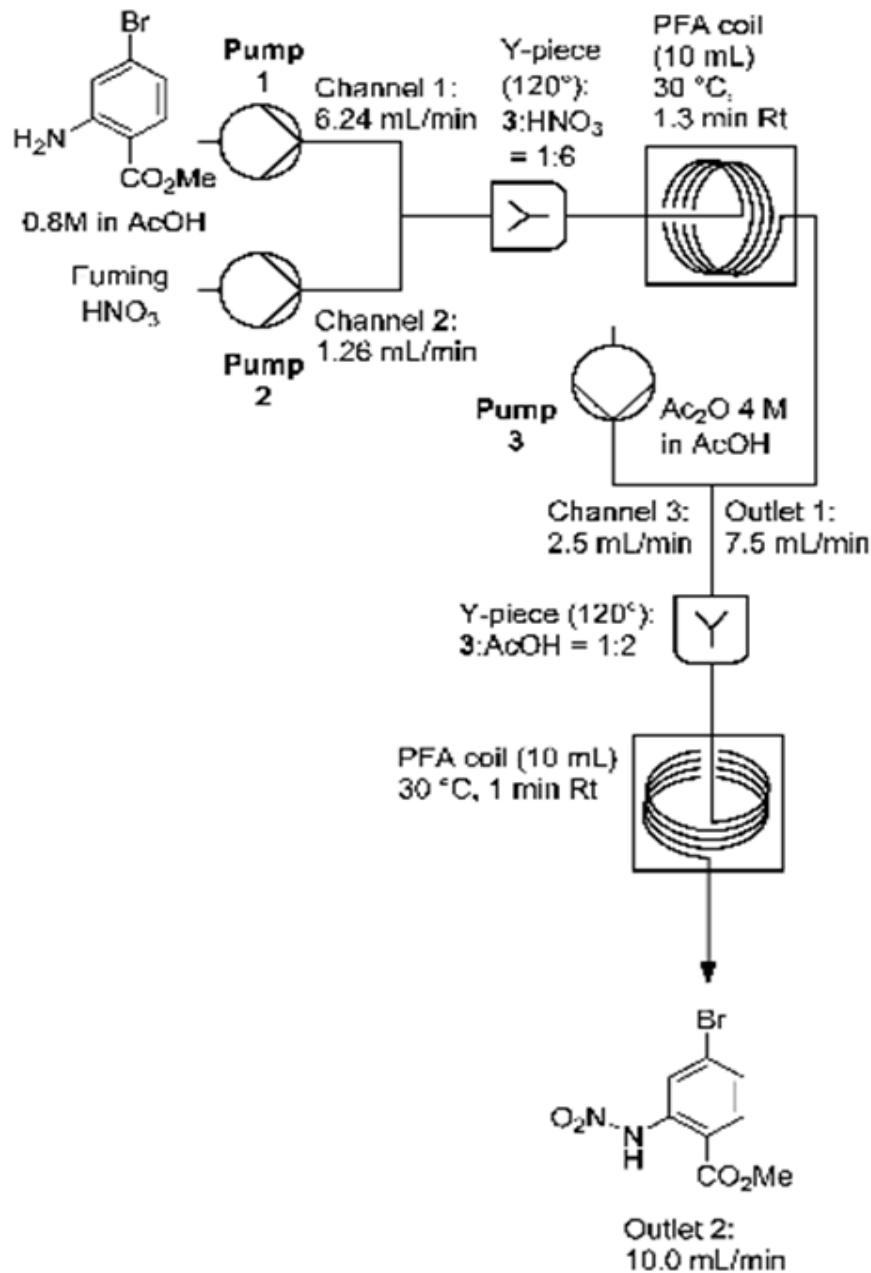 Br
H2N
CO2Me
0.8M in AcOH
Pump
1
Channel 1:
6.24 mL/min
Y-piece
(120°):
3:HNO3
= 1:6
PFA coil
(10 mL)
30 °C,
1.3 min Rt
Fuming
HNO3
Pump
2
Channel 2:
1.26 mL/min
Pump
3
Ac2O 4 M
in AcOH
Channel 3:
2.5 mL/min
Outlet 1:
7.5 mL/min
Y-piece (120°):
3:AcOH = 1:2
PFA coil (10 mL)
30 °C, 1 min Rt
Br
O2N
N
H
CO2Me
Outlet 2:
10.0 mL/min